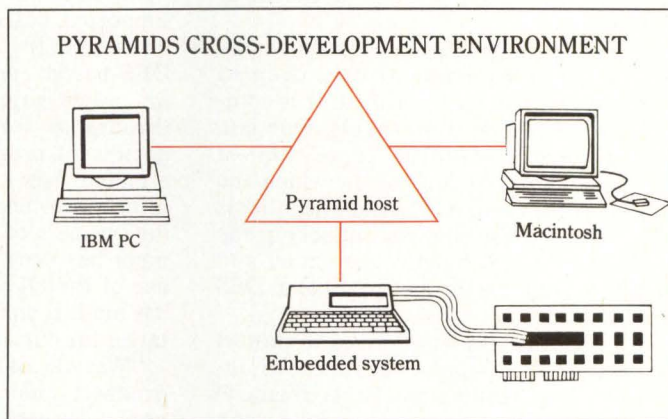 PYRAMIDS CROSS-DEVELOPMENT ENVIRONMENT
Pyramid host
IBM PC
Macintosh
Embedded system